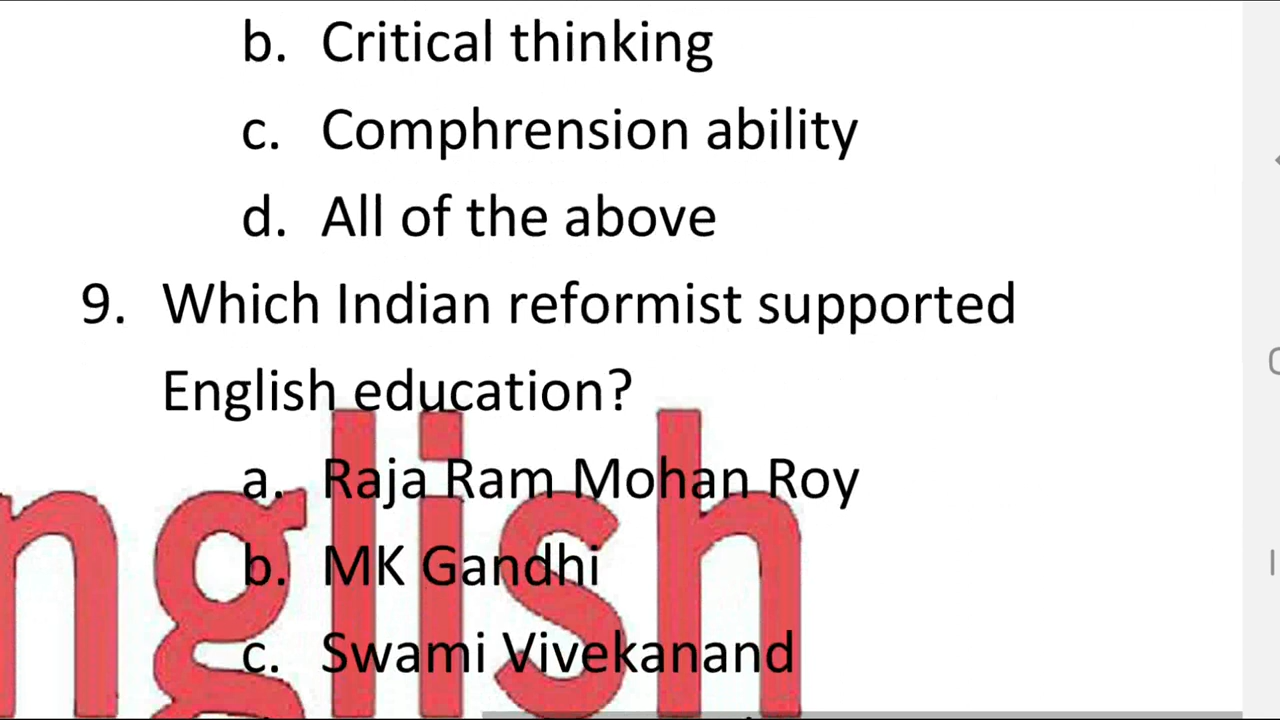 b. Critical thinking
c. Comphrension ability
d. All of the above
9. Which Indian reformist supported
English education?
a. Raja Ram Mohan Roy
b. MK Gandhi
c. Swami Vivekanand
nglish